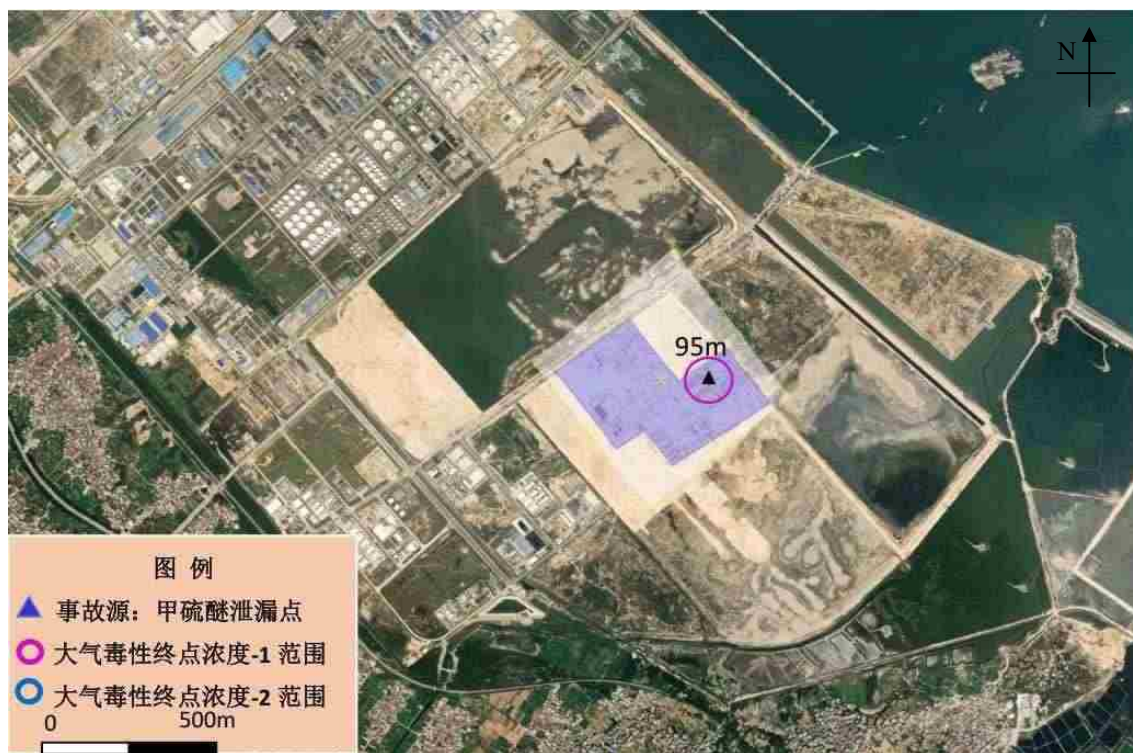 N
95m
图 例
事故源：甲硫醚泄漏点
大气毒性终点浓度-1 范围
大气毒性终点浓度-2 范围
0 500m